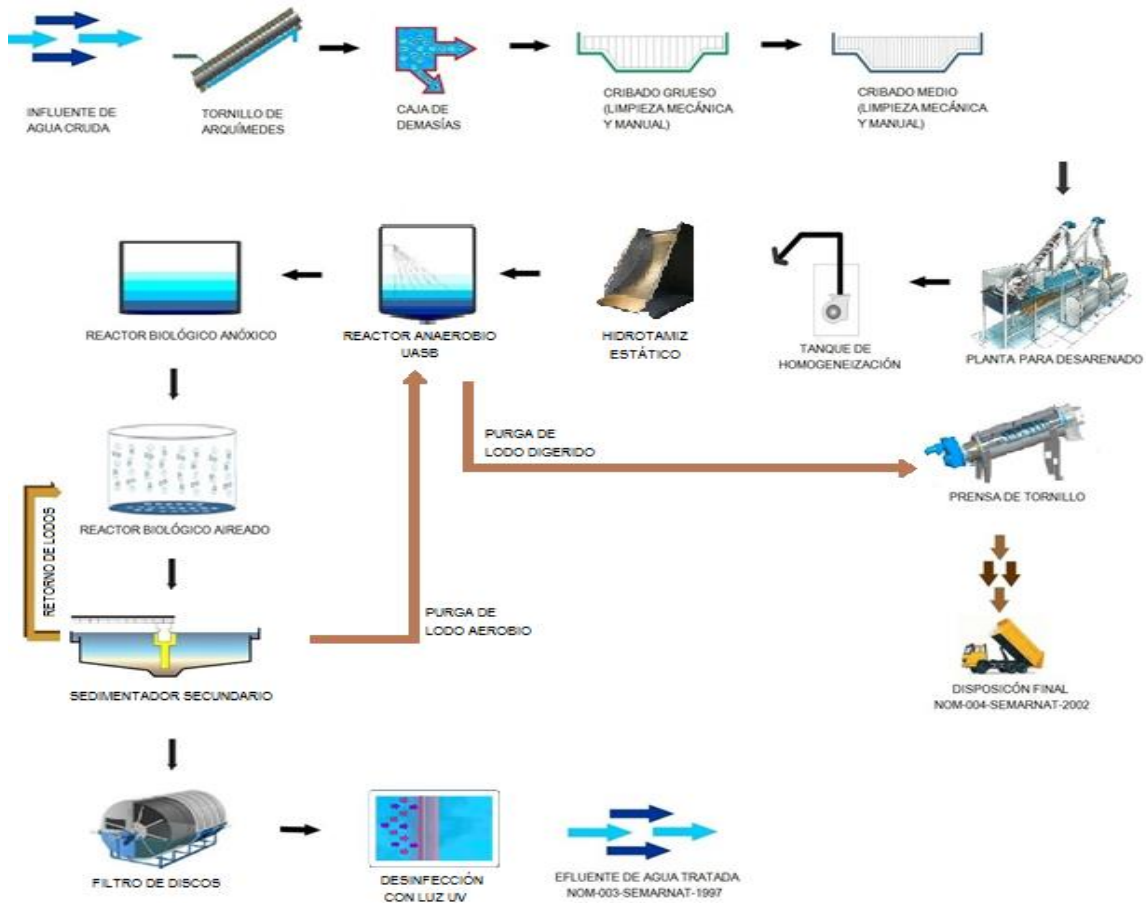 INFLUENTE DE
AGUA CRUDA
TORNILLO DE
ARQUÍMEDES
CAJA DE
DEMASÍAS
CRIBADO GRUESO
(LIMPIEZA MECÁNICA
Y MANUAL)
CRIBADO MEDIO
(LIMPIEZA MECÁNICA
Y MANUAL)
PLANTA PARA DESARENADO
TANQUE DE
HOMOGENEIZACIÓN
HIDROTAMIZ
ESTÁTICO
REACTOR ANAEROBIO
UASB
REACTOR BIOLÓGICO ANÓXICO
REACTOR BIOLÓGICO AIREADO
RETORNO DE LODOS
SEDIMENTADOR SECUNDARIO
PURGA DE
LODO AEROBIO
PURGA DE
LODO DIGERIDO
PRENSA DE TORNILLO
DISPOSICÓN FINAL
NOM-004-SEMARNAT-2002
FILTRO DE DISCOS
DESINFECCIÓN
CON LUZ UV
EFLUENTE DE AGUA TRATADA
NOM-003-SEMARNAT-1997